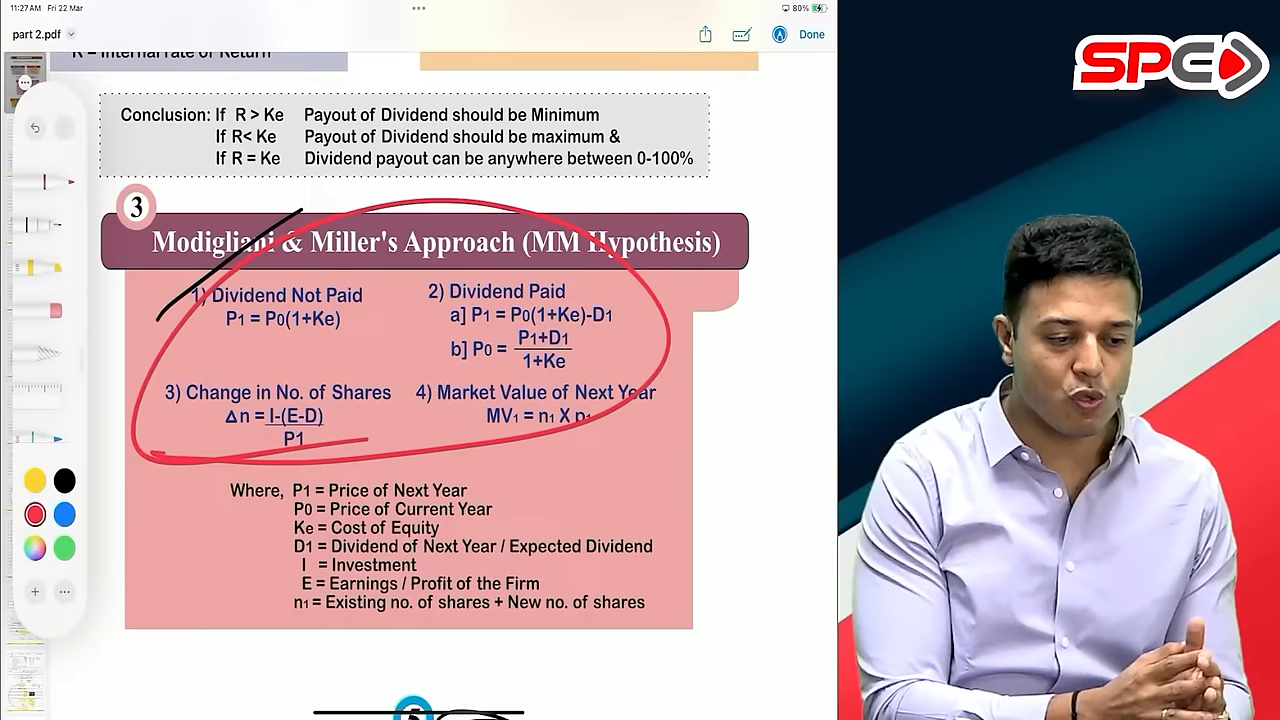 11:27AM Fri 22 Mar
80%
part 2.pdf
Done
R = Internal rate of Return
Conclusion: If R > Ke Payout of Dividend should be Minimum
If R< Ke Payout of Dividend should be maximum &
If R = Ke Dividend payout can be anywhere between 0-100%
3
Modigliani & Miller's Approach (MM Hypothesis)
1) Dividend Not Paid
P1 = P0(1+Ke)
2) Dividend Paid
a] P1 = P0(1+Ke)-D1
b] P0 = P1+D1
1+Ke
3) Change in No. of Shares
Δn = I-(E-D)
P1
4) Market Value of Next Year
MV1 = n1 X p1
Where, P1 = Price of Next Year
P0 = Price of Current Year
Ke = Cost of Equity
D1 = Dividend of Next Year / Expected Dividend
I = Investment
E = Earnings / Profit of the Firm
n1 = Existing no. of shares + New no. of shares
SPC